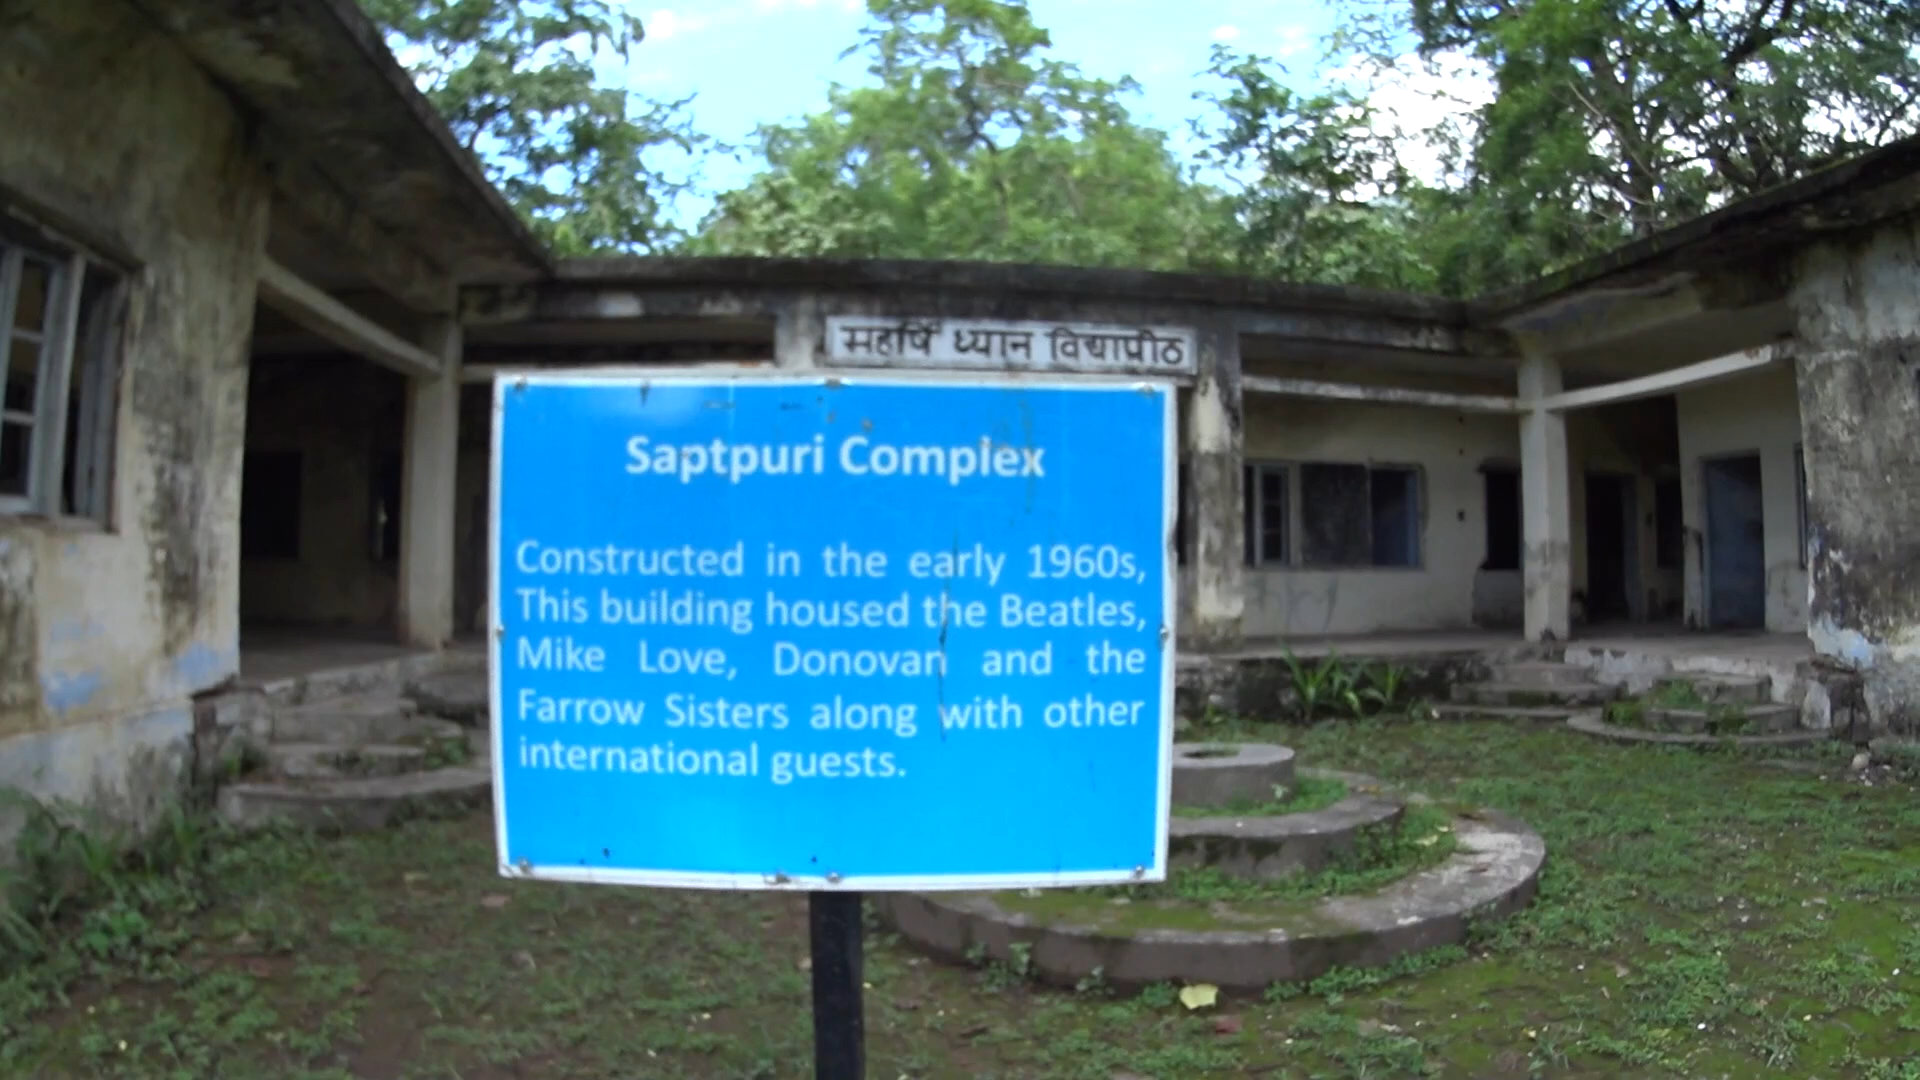 महर्षि ध्यान विद्यापीठ
Saptpuri Complex
Constructed in the early 1960s,
This building housed the Beatles,
Mike Love, Donovan and the
Farrow Sisters along with other
international guests.